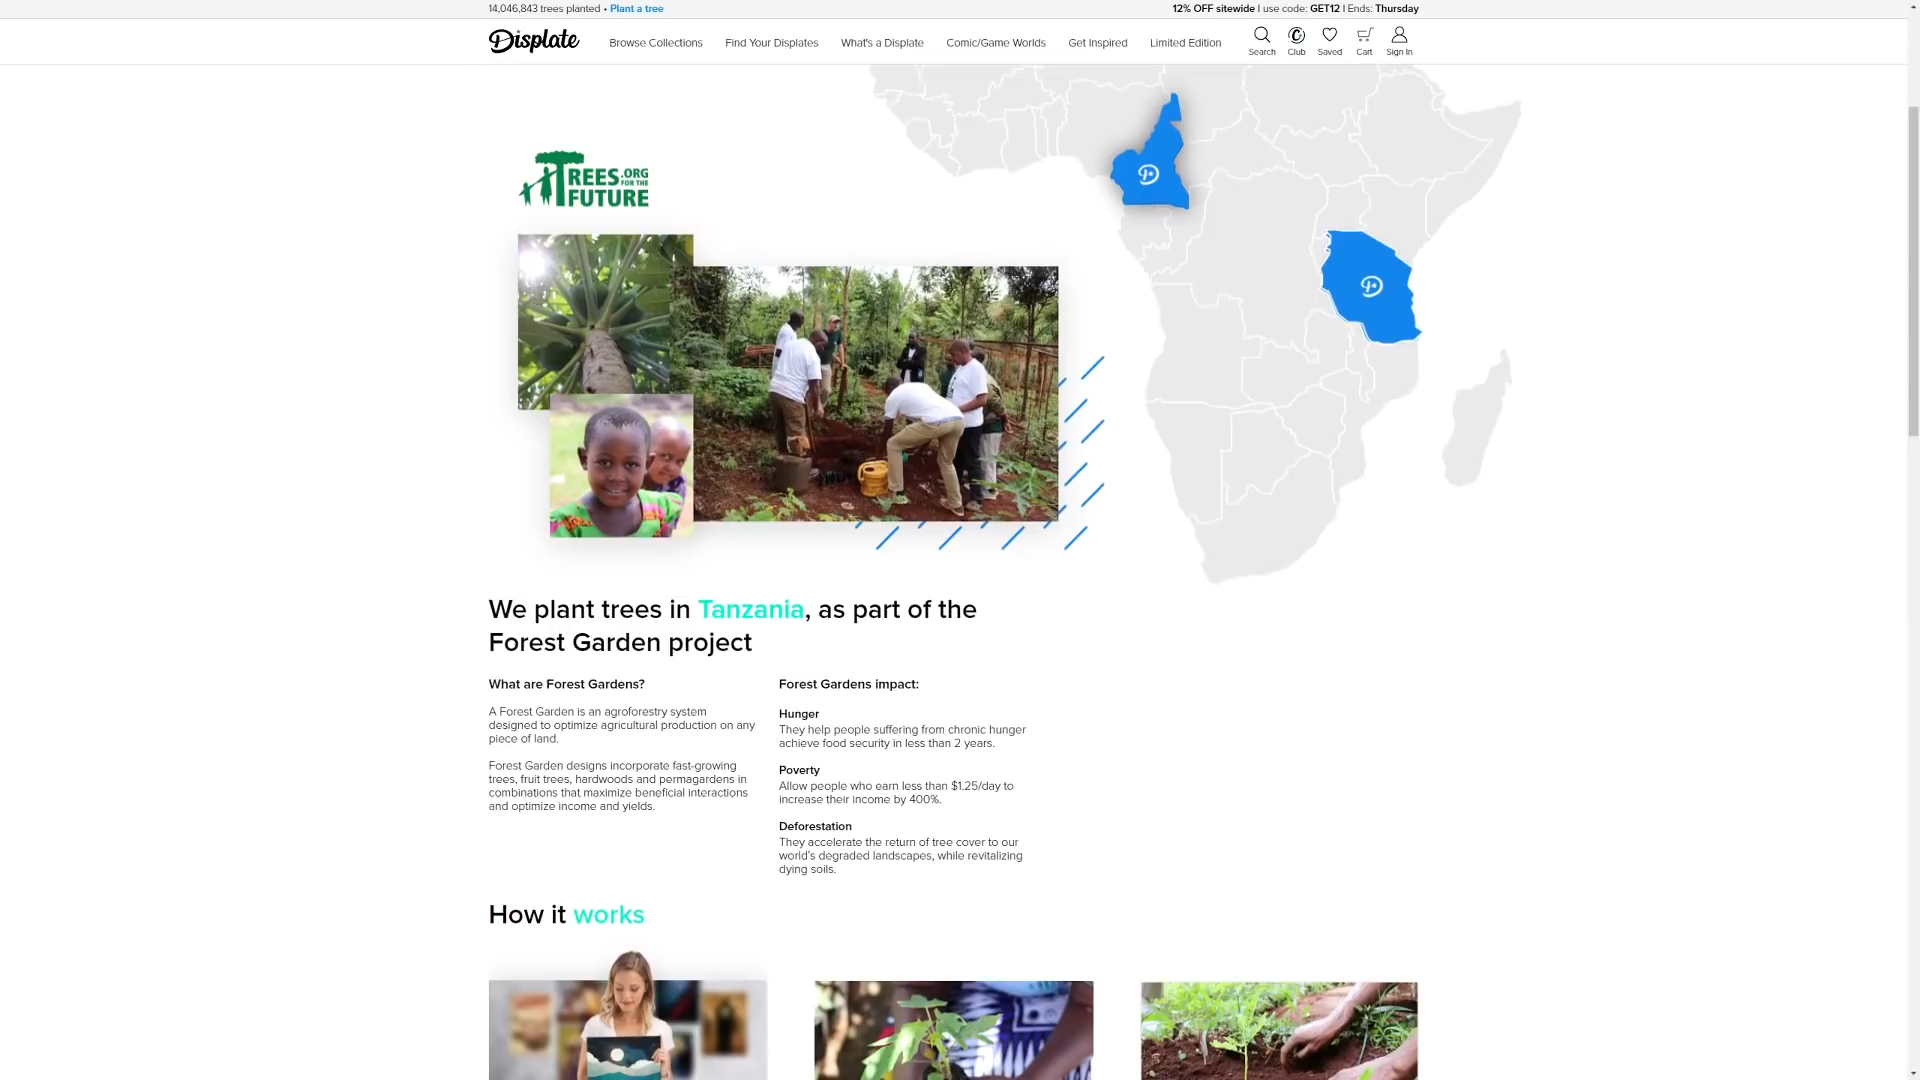 14,046,843 trees planted • Plant a tree
12% OFF sitewide | use code: GET12 | Ends: Thursday
Displate
Browse Collections
Find Your Displates
What's a Displate
Comic/Game Worlds
Get Inspired
Limited Edition
Search
Club
Saved
Cart
Sign In
TREES.ORG
FOR THE
FUTURE
We plant trees in Tanzania, as part of the
Forest Garden project
What are Forest Gardens?
A Forest Garden is an agroforestry system
designed to optimize agricultural production on any
piece of land.
Forest Garden designs incorporate fast-growing
trees, fruit trees, hardwoods and permagardens in
combinations that maximize beneficial interactions
and optimize income and yields.
Forest Gardens impact:
Hunger
They help people suffering from chronic hunger
achieve food security in less than 2 years.
Poverty
Allow people who earn less than $1.25/day to
increase their income by 400%.
Deforestation
They accelerate the return of tree cover to our
world's degraded landscapes, while revitalizing
dying soils.
How it works